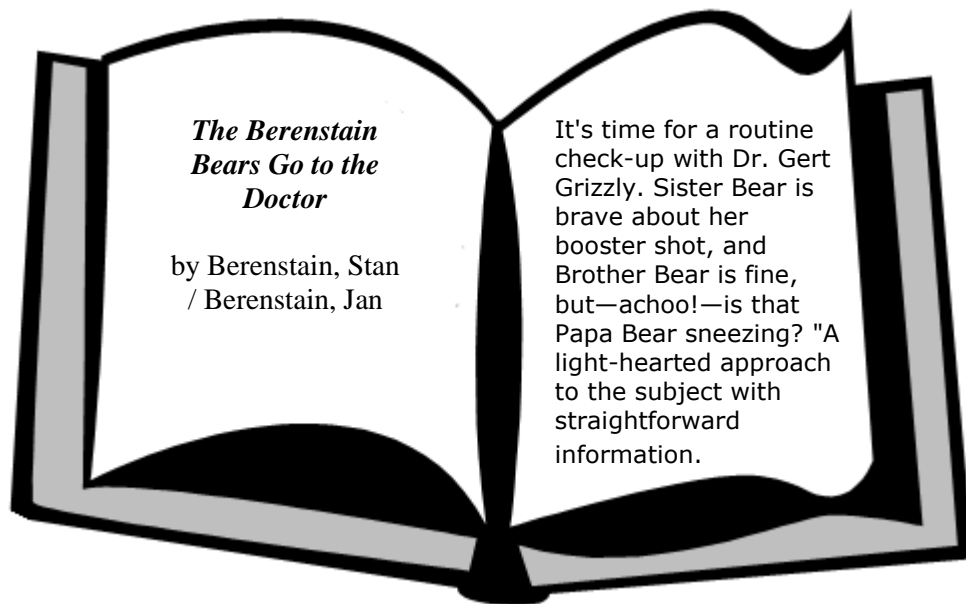 The Berenstain
Bears Go to the
Doctor
by Berenstain, Stan
/ Berenstain, Jan
It's time for a routine
check-up with Dr. Gert
Grizzly. Sister Bear is
brave about her
booster shot, and
Brother Bear is fine,
but—achoo!—is that
Papa Bear sneezing? "A
light-hearted approach
to the subject with
straightforward
information.